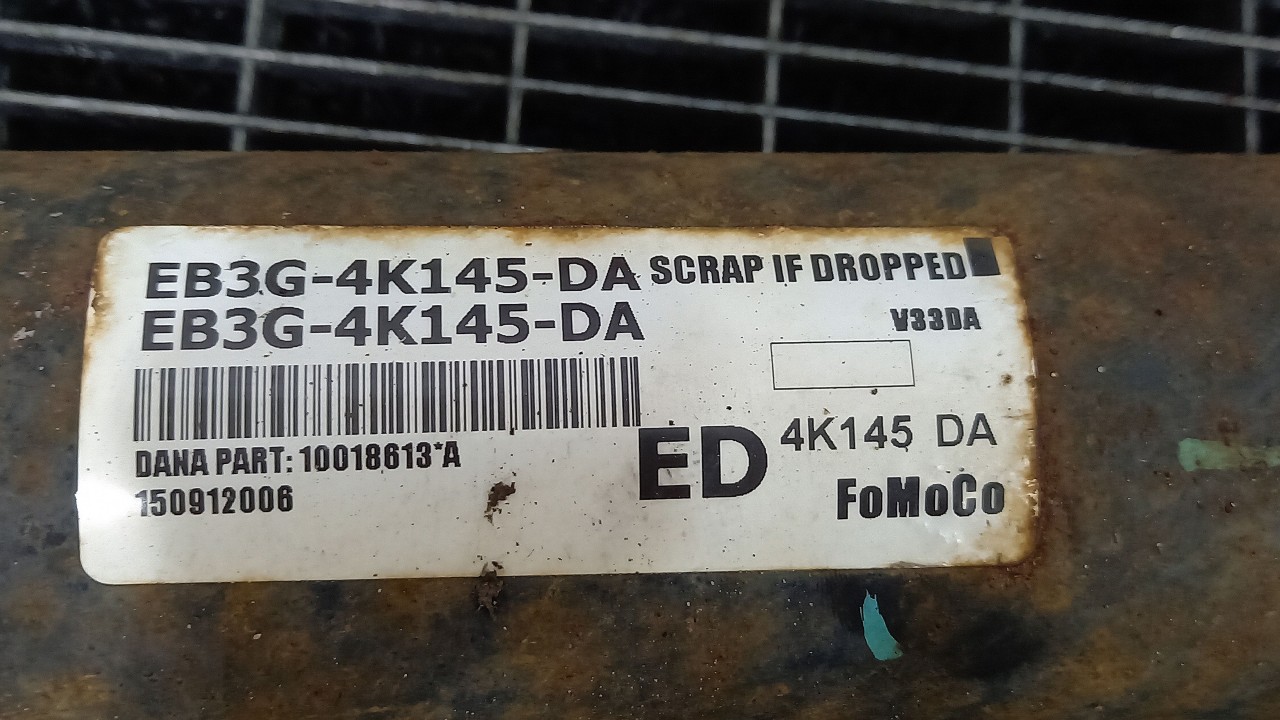 EB3G-4K145-DA SCRAP IF DROPPED
EB3G-4K145-DA
V33DA
DANA PART: 10018613*A
150912006
ED 4K145 DA
FoMoCo